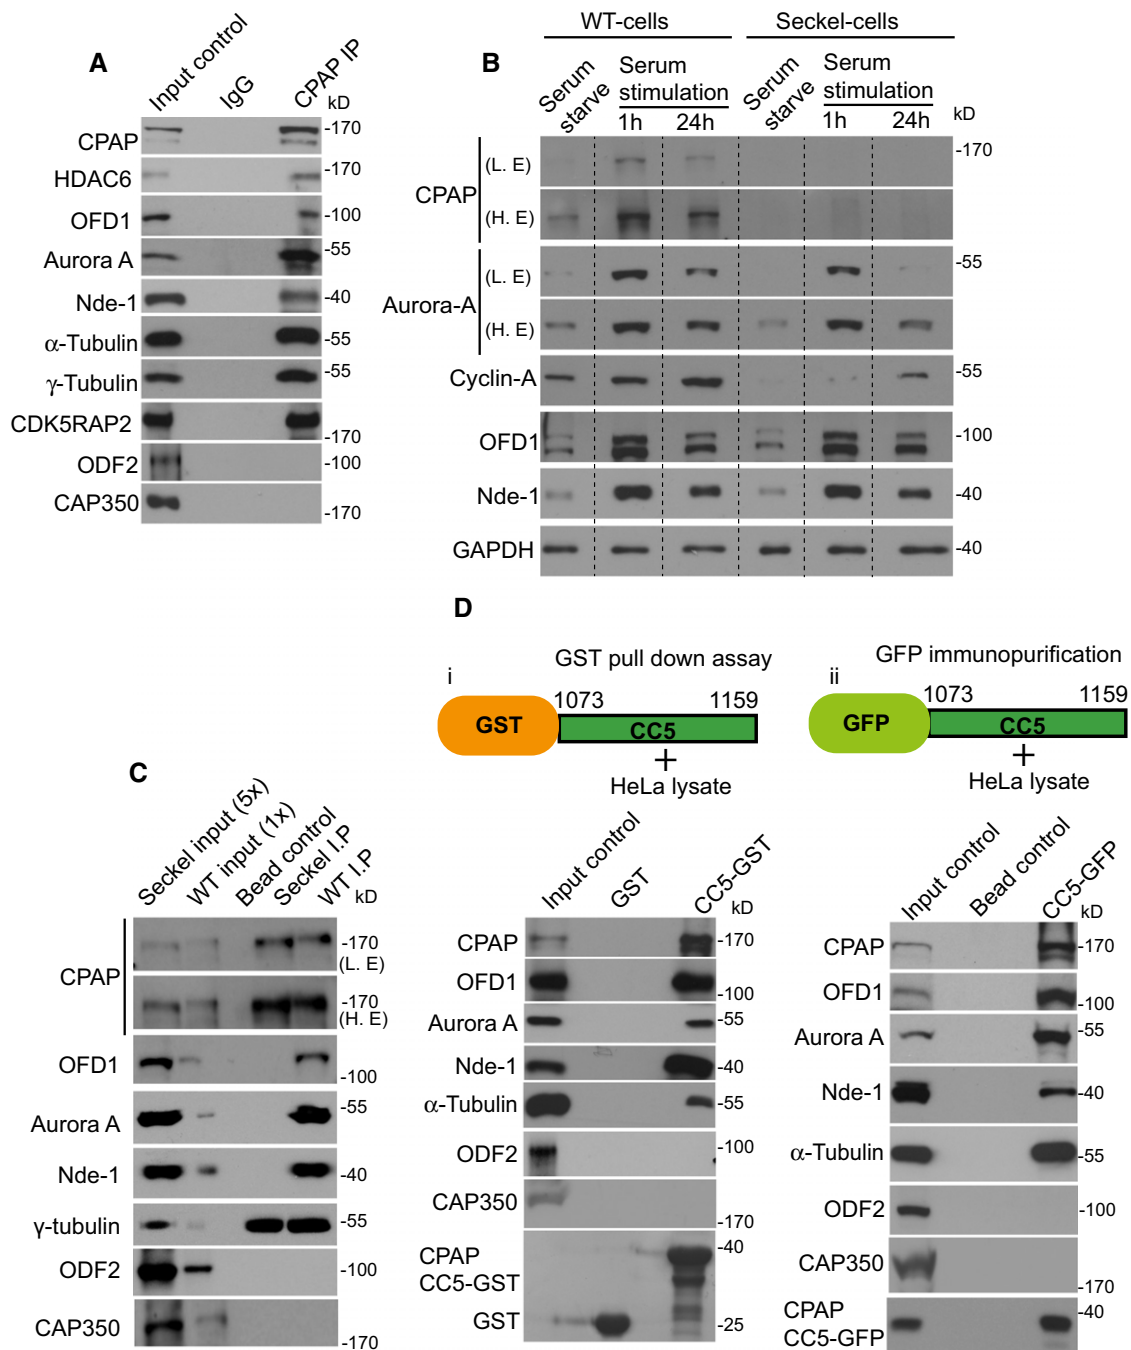 A
Input control
IgG
CPAP IP
kD
CPAP
-170
HDAC6
-170
OFD1
-100
Aurora A
-55
Nde-1
-40
α-Tubulin
-55
γ-Tubulin
-55
CDK5RAP2
-170
ODF2
-100
CAP350
-170
B
WT-cells
Seckel-cells
Serum starve
Serum stimulation
1h
24h
Serum starve
Serum stimulation
1h
24h
kD
CPAP
(L. E)
-170
(H. E)
Aurora-A
(L. E)
-55
(H. E)
Cyclin-A
-55
OFD1
-100
Nde-1
-40
GAPDH
-40
C
Seckel input (5x)
WT input (1x)
Bead control
Seckel I.P
WT I.P
kD
CPAP
-170
(L. E)
-170
(H. E)
OFD1
-100
Aurora A
-55
Nde-1
-40
γ-tubulin
-55
ODF2
-100
CAP350
-170
D
i
GST pull down assay
1073
1159
GST
CC5
+
HeLa lysate
Input control
GST
CC5-GST
kD
CPAP
-170
OFD1
-100
Aurora A
-55
Nde-1
-40
α-Tubulin
-55
ODF2
-100
CAP350
-170
CPAP
CC5-GST
-40
GST
-25
ii
GFP immunopurification
1073
1159
GFP
CC5
+
HeLa lysate
Input control
Bead control
CC5-GFP
kD
CPAP
-170
OFD1
-100
Aurora A
-55
Nde-1
-40
α-Tubulin
-55
ODF2
-100
CAP350
-170
CPAP
CC5-GFP
-40